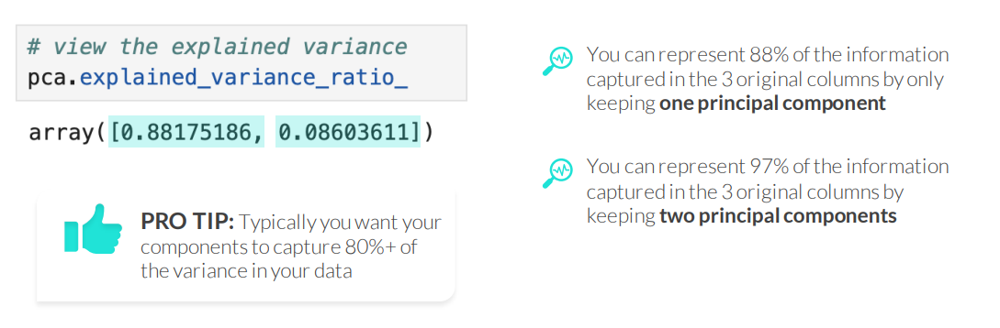 # view the explained variance
pca.explained_variance_ratio_
array([0.88175186, 0.08603611])
PRO TIP: Typically you want your
components to capture 80%+ of
the variance in your data
You can represent 88% of the information
captured in the 3 original columns by only
keeping one principal component
You can represent 97% of the information
captured in the 3 original columns by
keeping two principal components